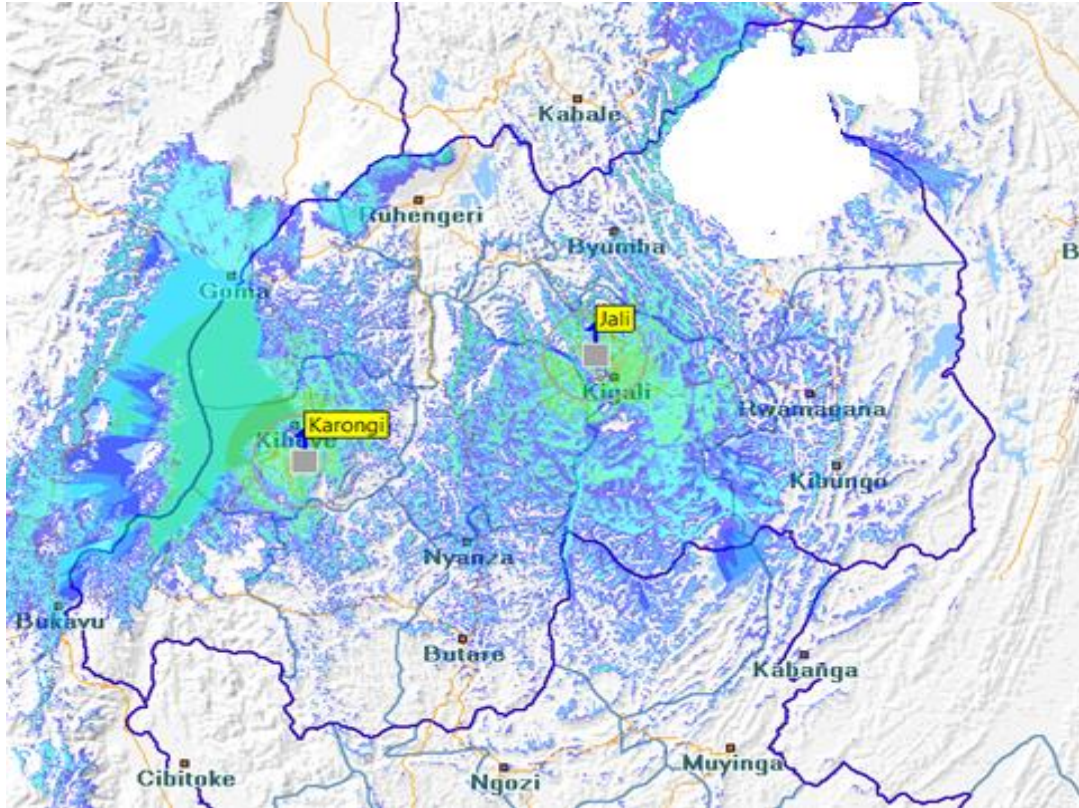 Kabale
Ruhengeri
Byumba
Goma
Jali
Kigali
Rwamagana
Karongi
Kibuye
Kibungo
Nyanza
Bukavu
Butare
Kabanga
Muyinga
Cibitoke
Ngozi
B